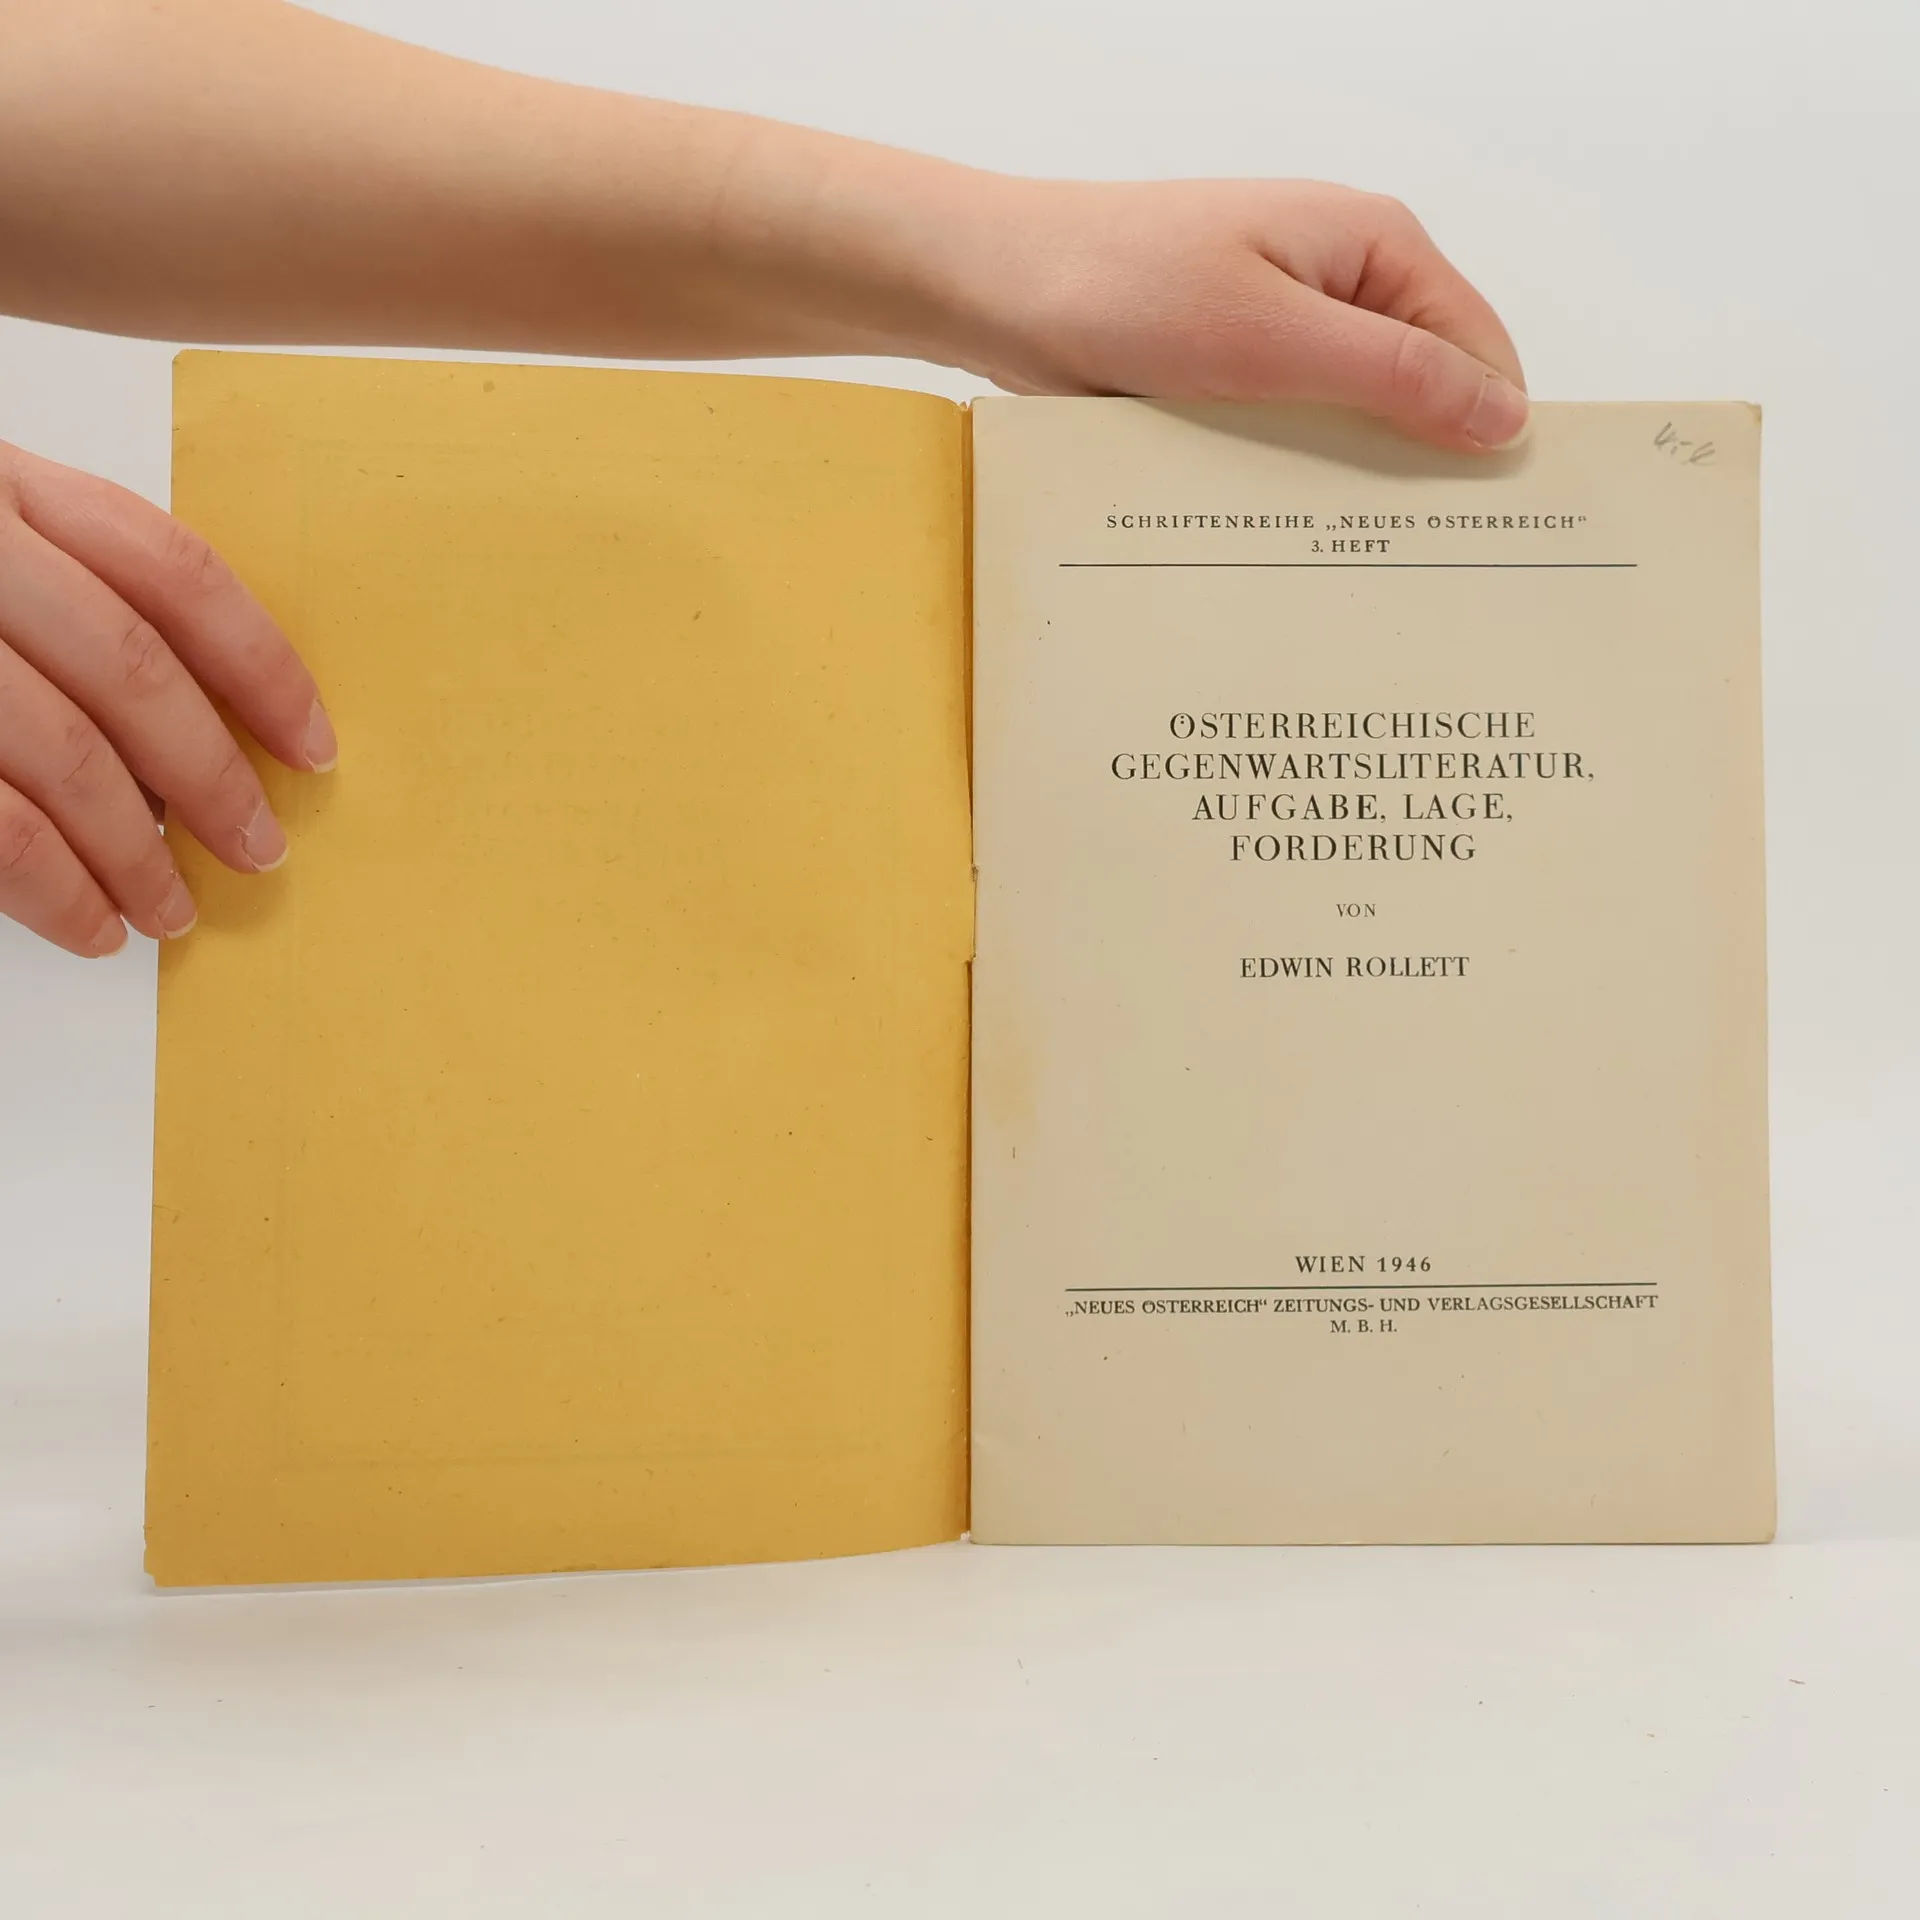 SCHRIFTENREIHE „NEUES ÖSTERREICH“
3. HEFT
ÖSTERREICHISCHE
GEGENWARTSLITERATUR,
AUFGABE, LAGE,
FORDERUNG
VON
EDWIN ROLLETT
WIEN 1946
„NEUES ÖSTERREICH“ ZEITUNGS- UND VERLAGSGESELLSCHAFT
M. B. H.